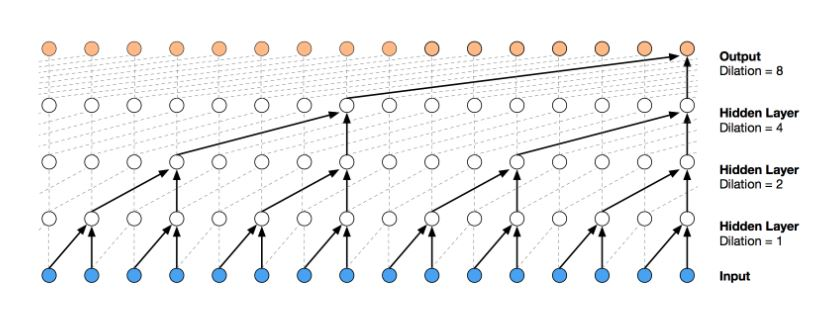 Output
Dilation = 8
Hidden Layer
Dilation = 4
Hidden Layer
Dilation = 2
Hidden Layer
Dilation = 1
Input